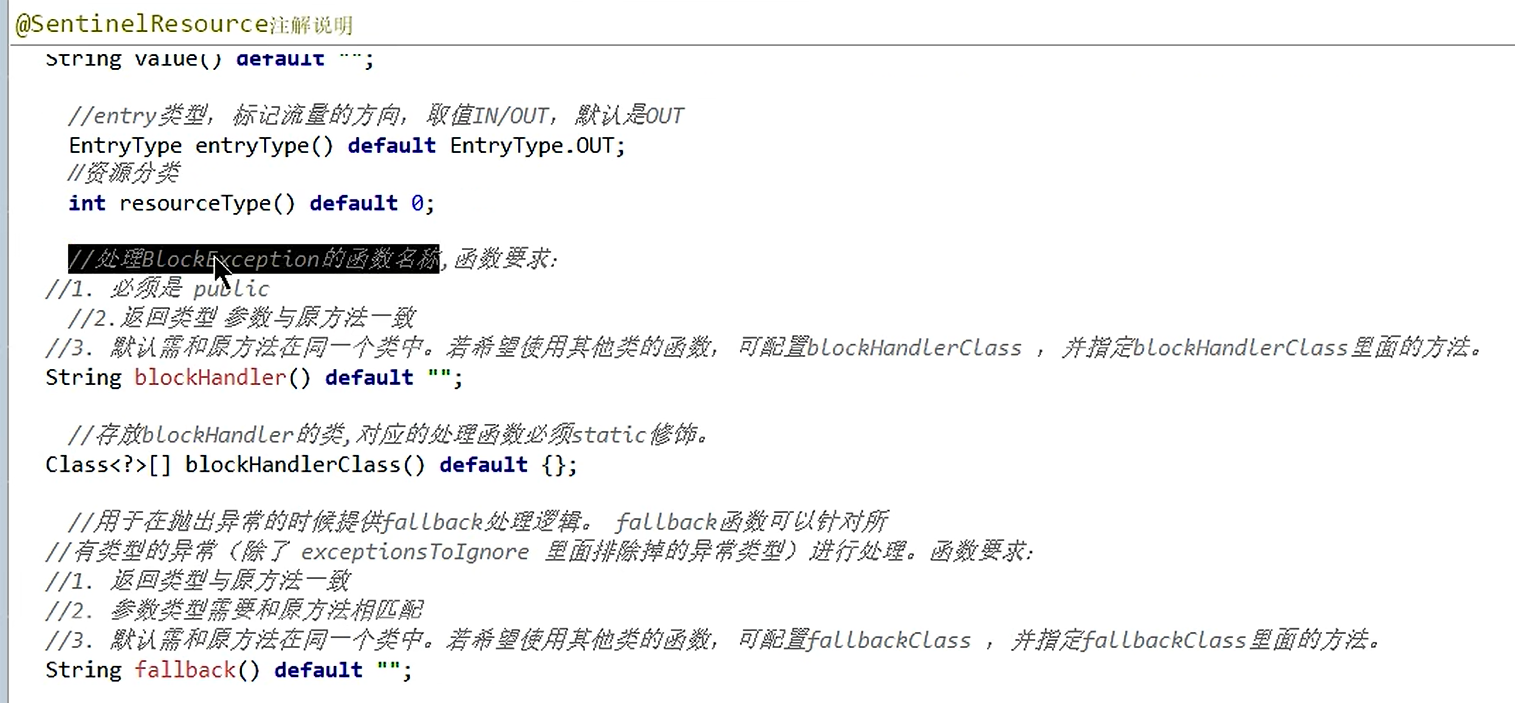 @SentinelResource注解说明
String value() default "";
//entry类型，标记流量的方向，取值IN/OUT，默认是OUT
EntryType entryType() default EntryType.OUT;
//资源分类
int resourceType() default 0;
//处理BlockException的函数名称,函数要求:
//1. 必须是 public
//2.返回类型 参数与原方法一致
//3. 默认需和原方法在同一个类中。若希望使用其他类的函数，可配置blockHandlerClass ，并指定blockHandlerClass里面的方法。
String blockHandler() default "";
//存放blockHandler的类,对应的处理函数必须static修饰。
Class<?>[] blockHandlerClass() default {};
//用于在抛出异常的时候提供fallback处理逻辑。 fallback函数可以针对所
//有类型的异常（除了 exceptionsToIgnore 里面排除掉的异常类型）进行处理。函数要求:
//1. 返回类型与原方法一致
//2. 参数类型需要和原方法相匹配
//3. 默认需和原方法在同一个类中。若希望使用其他类的函数，可配置fallbackClass ，并指定fallbackClass里面的方法。
String fallback() default "";